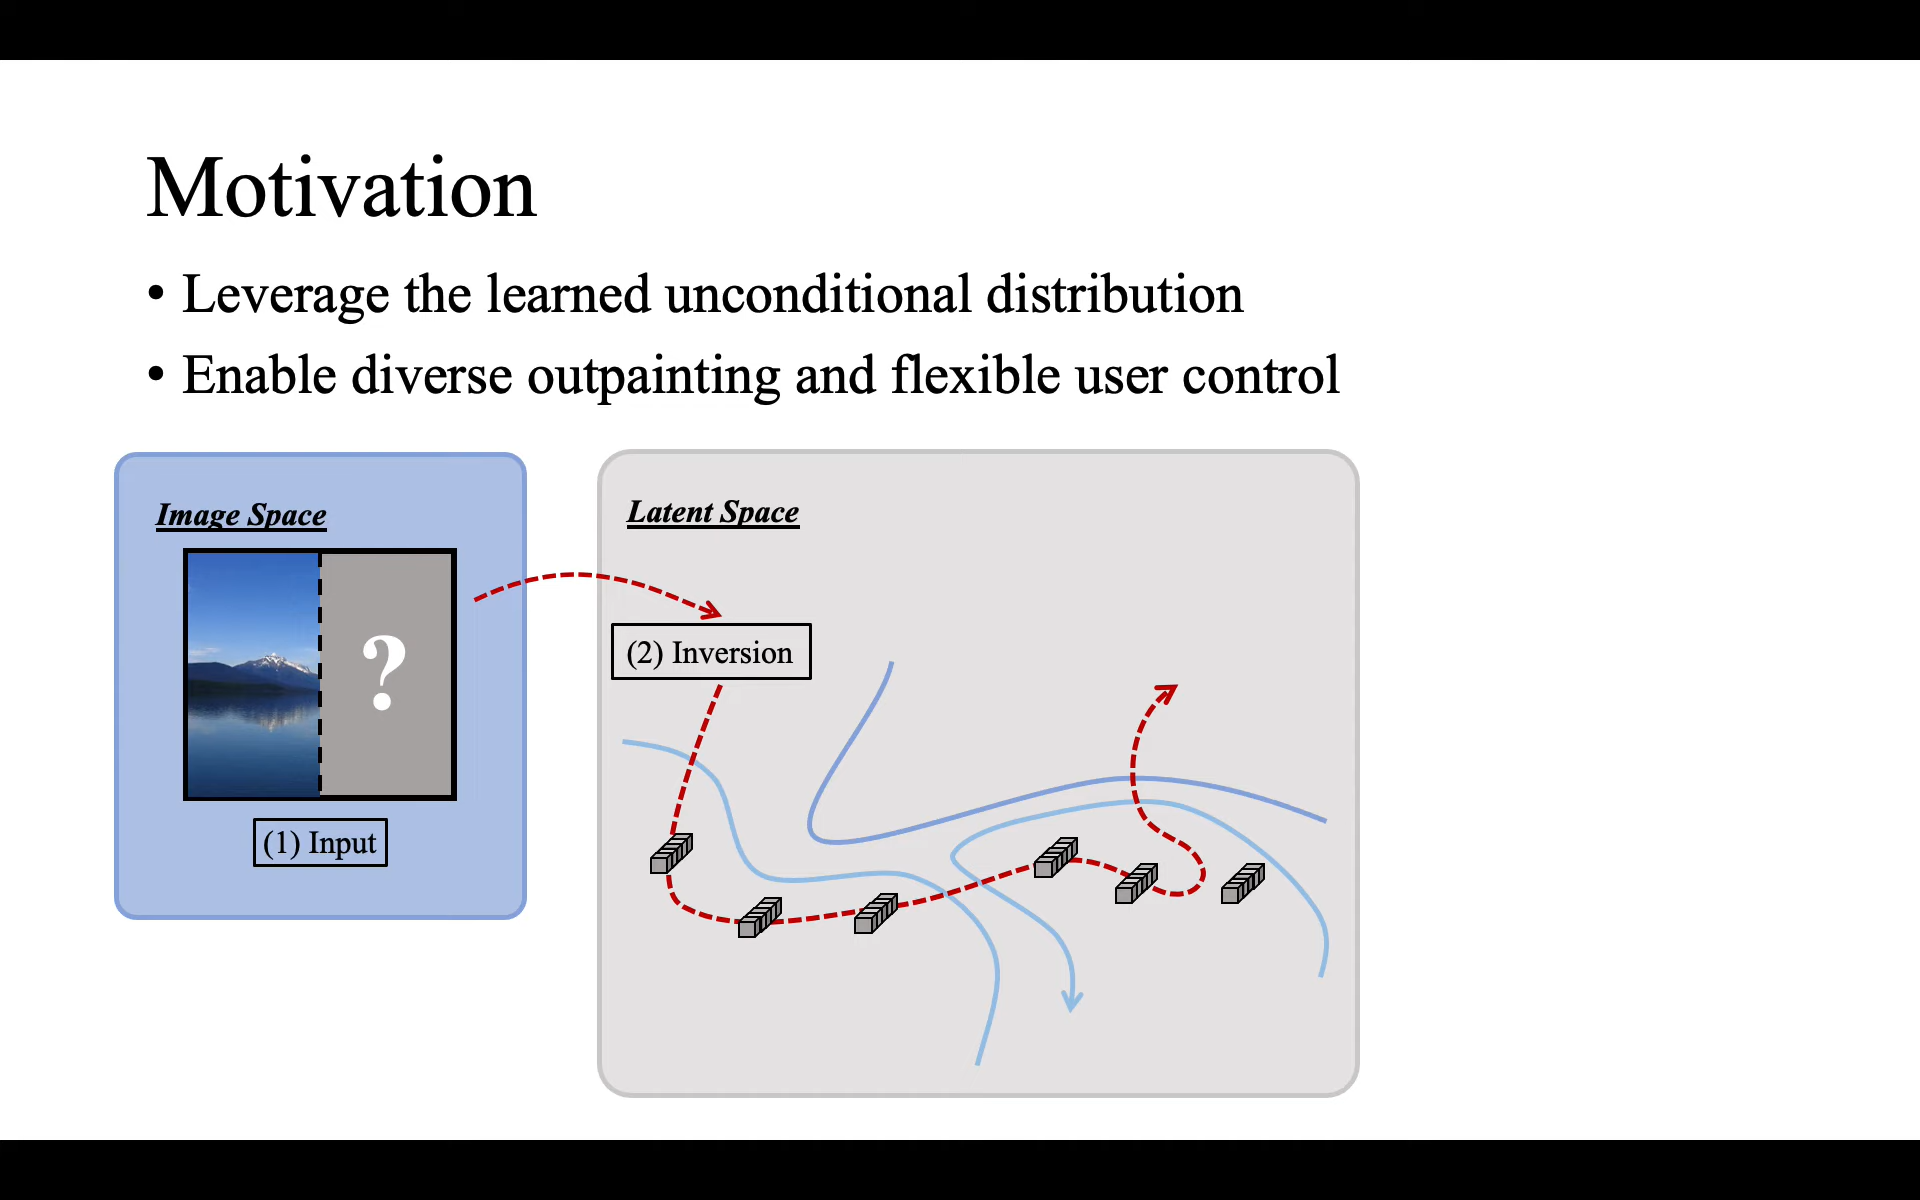 Motivation
• Leverage the learned unconditional distribution
• Enable diverse outpainting and flexible user control
Image Space
?
(1) Input
Latent Space
(2) Inversion